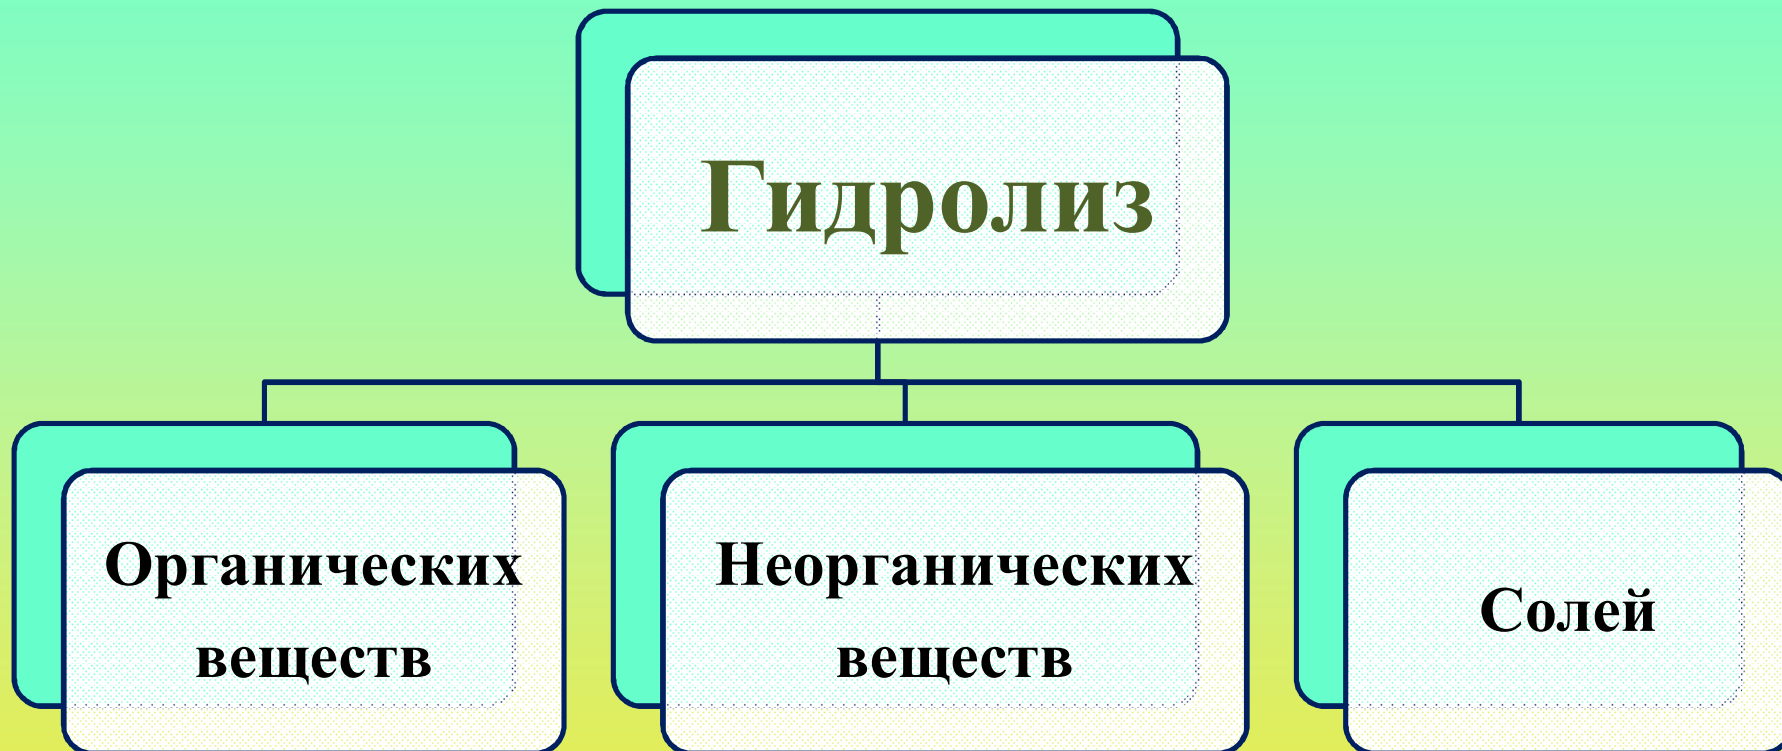 Гидролиз
Органических
веществ
Неорганических
веществ
Солей